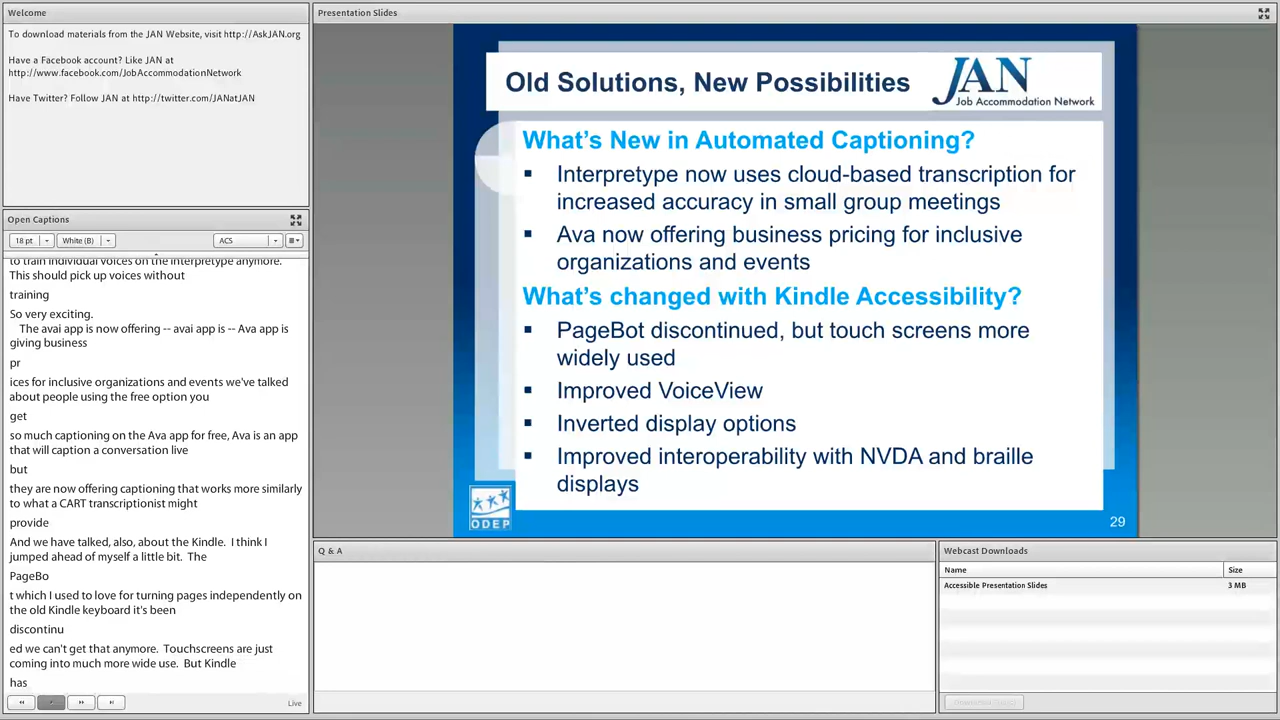 Welcome
To download materials from the JAN Website, visit http://AskJAN.org
Have a Facebook account? Like JAN at
http://www.facebook.com/JobAccommodationNetwork
Have Twitter? Follow JAN at http://twitter.com/JANatJAN
Open Captions
18 pt
White (B)
ACS
to train individual voices on the interpretype anymore.
This should pick up voices without
training
So very exciting.
The avai app is now offering -- avai app is -- Ava app is
giving business
pr
ices for inclusive organizations and events we've talked
about people using the free option you
get
so much captioning on the Ava app for free, Ava is an app
that will caption a conversation live
but
they are now offering captioning that works more similarly
to what a CART transcriptionist might
provide
And we have talked, also, about the Kindle. I think I
jumped ahead of myself a little bit. The
PageBo
t which I used to love for turning pages independently on
the old Kindle keyboard it's been
discontinu
ed we can't get that anymore. Touchscreens are just
coming into much more wide use. But Kindle
has
Live
Presentation Slides
Old Solutions, New Possibilities
JAN
Job Accommodation Network
What's New in Automated Captioning?
▪ Interpretype now uses cloud-based transcription for
increased accuracy in small group meetings
▪ Ava now offering business pricing for inclusive
organizations and events
What's changed with Kindle Accessibility?
▪ PageBot discontinued, but touch screens more
widely used
▪ Improved VoiceView
▪ Inverted display options
▪ Improved interoperability with NVDA and braille
displays
ODEP
29
Q & A
Webcast Downloads
Name Size
Accessible Presentation Slides 3 MB